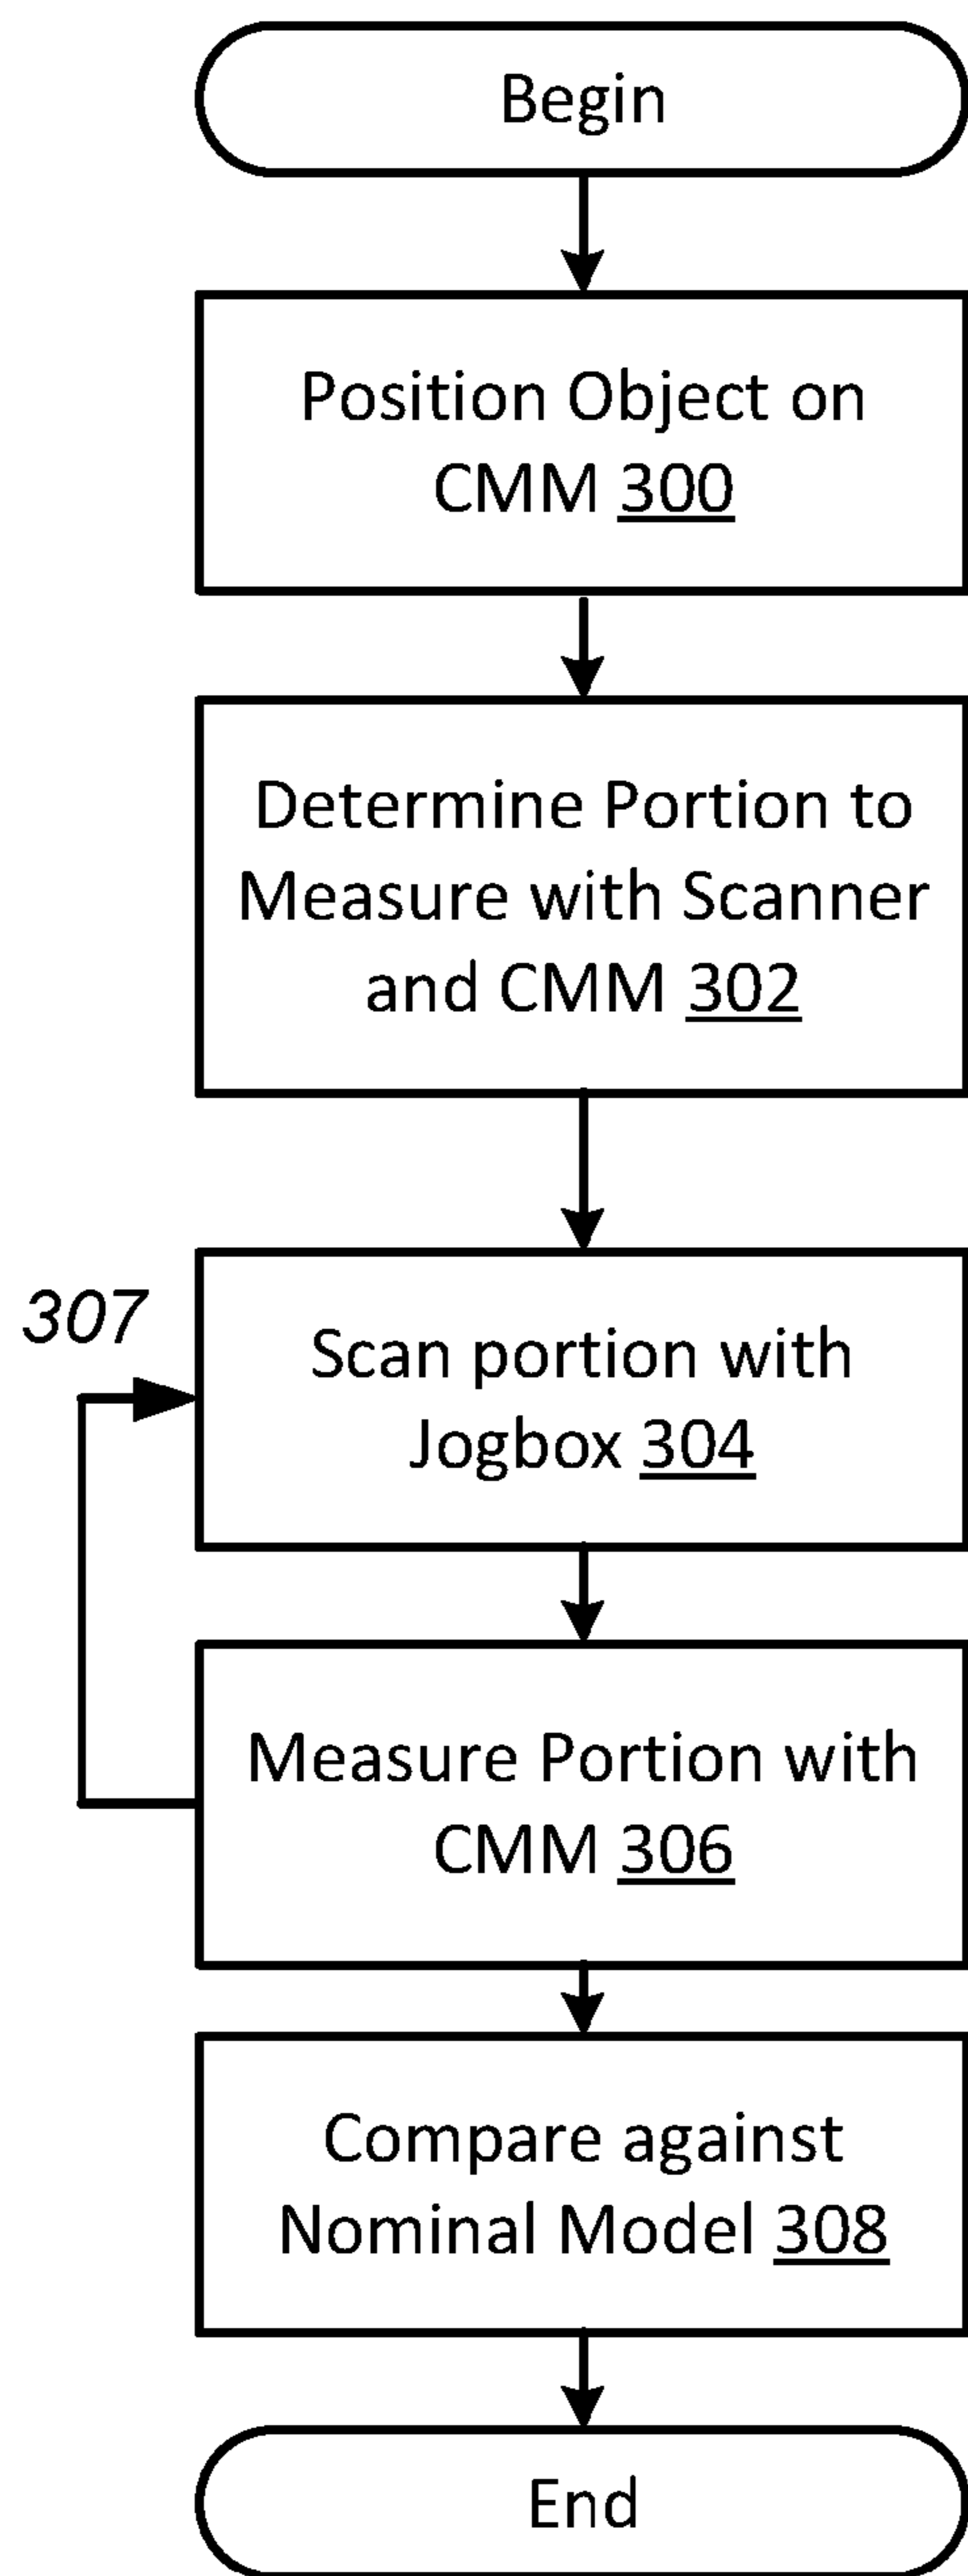 Begin
Position Object on
CMM 300
Determine Portion to
Measure with Scanner
and CMM 302
307
Scan portion with
Jogbox 304
Measure Portion with
CMM 306
Compare against
Nominal Model 308
End